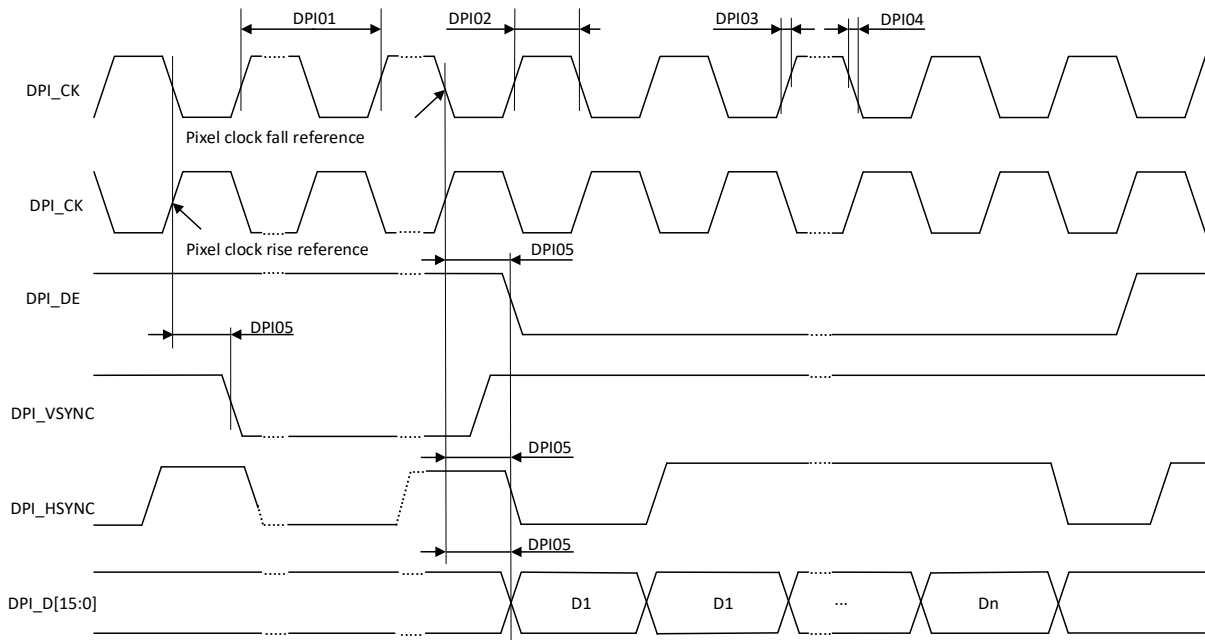 DPI01
DPI02
DPI03
DPI04
DPI_CK
Pixel clock fall reference
DPI_CK
Pixel clock rise reference
DPI05
DPI_DE
DPI05
DPI_VSYNC
DPI05
DPI_HSYNC
DPI05
DPI_D[15:0]
D1
D1
...
Dn